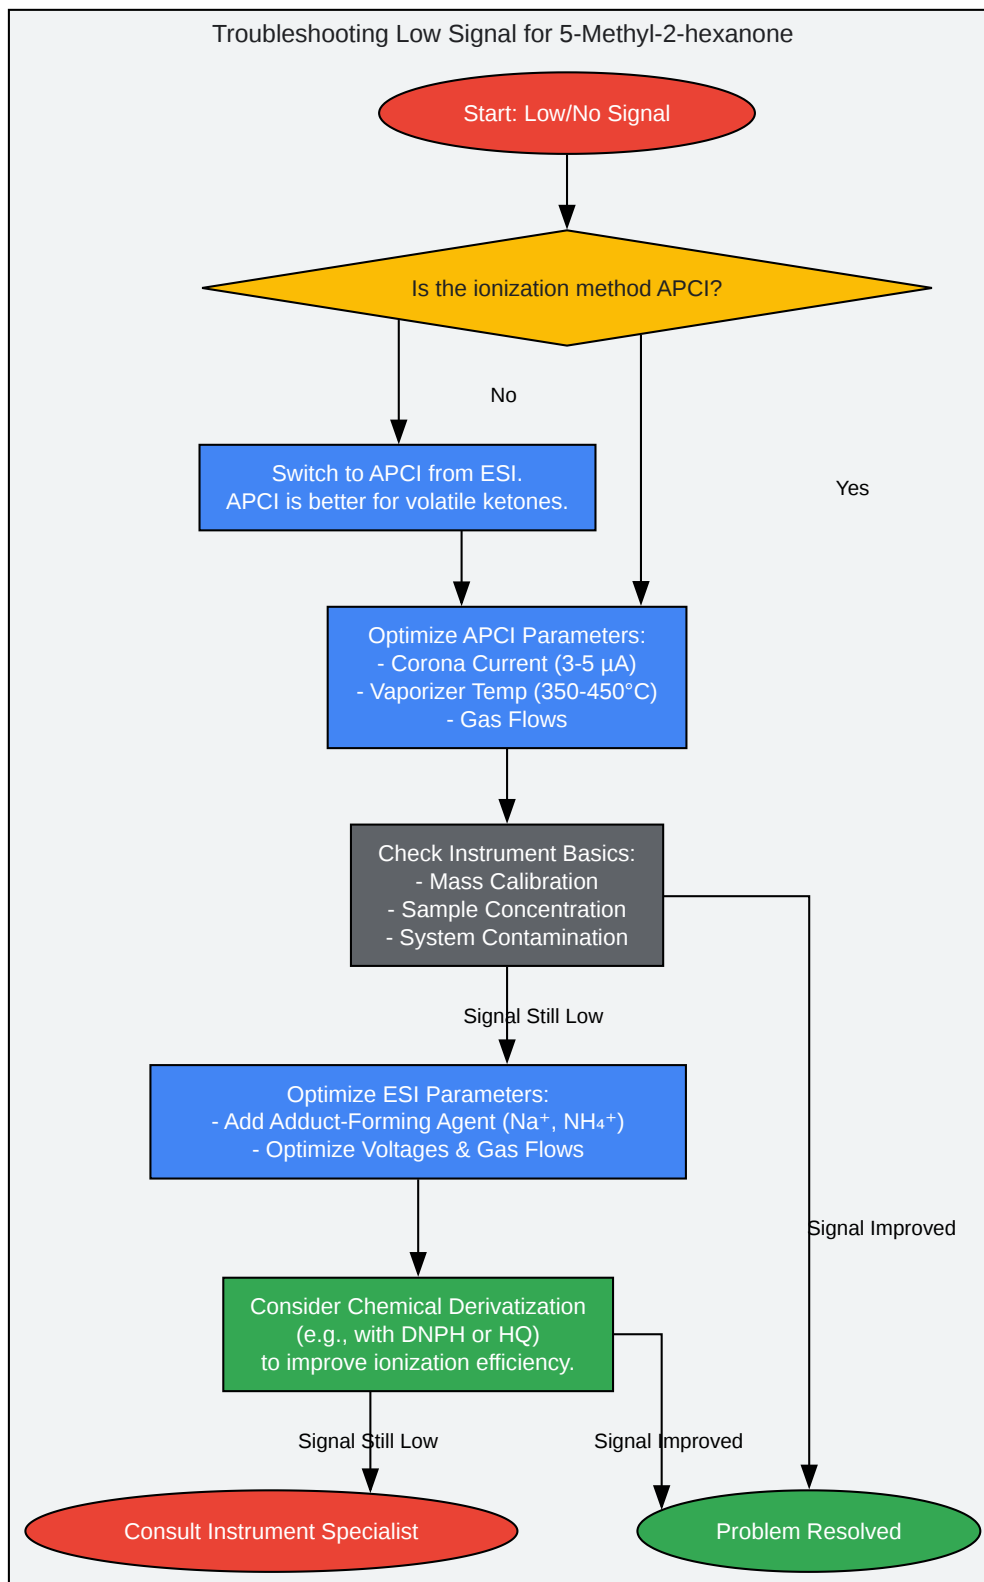 Troubleshooting Low Signal for 5-Methyl-2-hexanone
Start: Low/No Signal
Is the ionization method APCI?
No
Switch to APCI from ESI.
APCI is better for volatile ketones.
Yes
Optimize APCI Parameters:
- Corona Current (3-5 µA)
- Vaporizer Temp (350-450°C)
- Gas Flows
Check Instrument Basics:
- Mass Calibration
- Sample Concentration
- System Contamination
Signal Still Low
Optimize ESI Parameters:
- Add Adduct-Forming Agent (Na⁺, NH₄⁺)
- Optimize Voltages & Gas Flows
Signal Improved
Consider Chemical Derivatization
(e.g., with DNPH or HQ)
to improve ionization efficiency.
Signal Still Low
Signal Improved
Consult Instrument Specialist
Problem Resolved